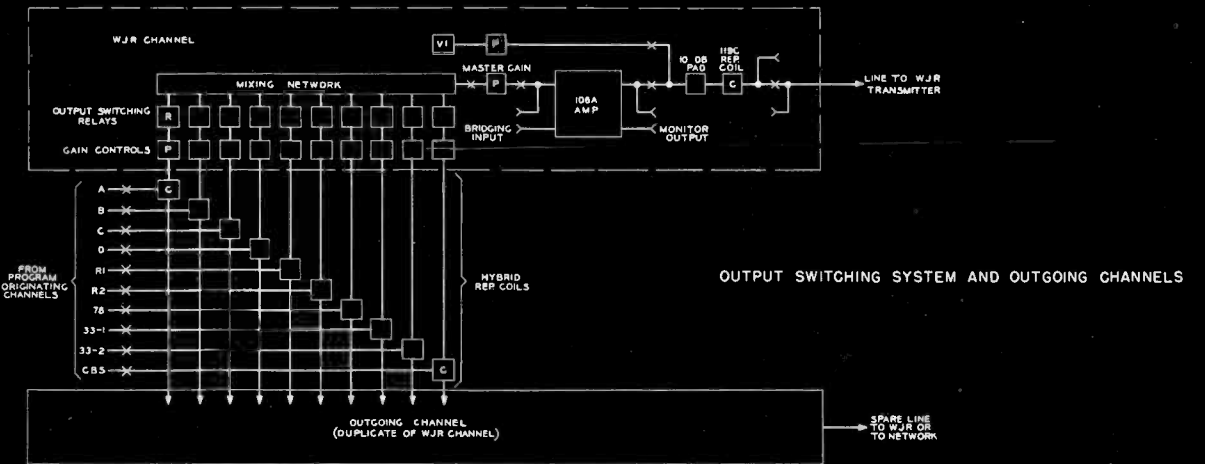 WJR CHANNEL
VI
P
MASTER GAIN
10 DB
PAD
119C
REP.
COIL
MIXING NETWORK
P
106A
AMP
C
LINE TO WJR
TRANSMITTER
OUTPUT SWITCHING
RELAYS
R
BRIDGING
INPUT
MONITOR
OUTPUT
GAIN CONTROLS
P
A
C
B
C
D
R1
R2
78
33-1
33-2
CBS
C
FROM
PROGRAM
ORIGINATING
CHANNELS
HYBRID
REP. COILS
OUTPUT SWITCHING SYSTEM AND OUTGOING CHANNELS
OUTGOING CHANNEL
(DUPLICATE OF WJR CHANNEL)
SPARE LINE
TO WJR OR
TO NETWORK